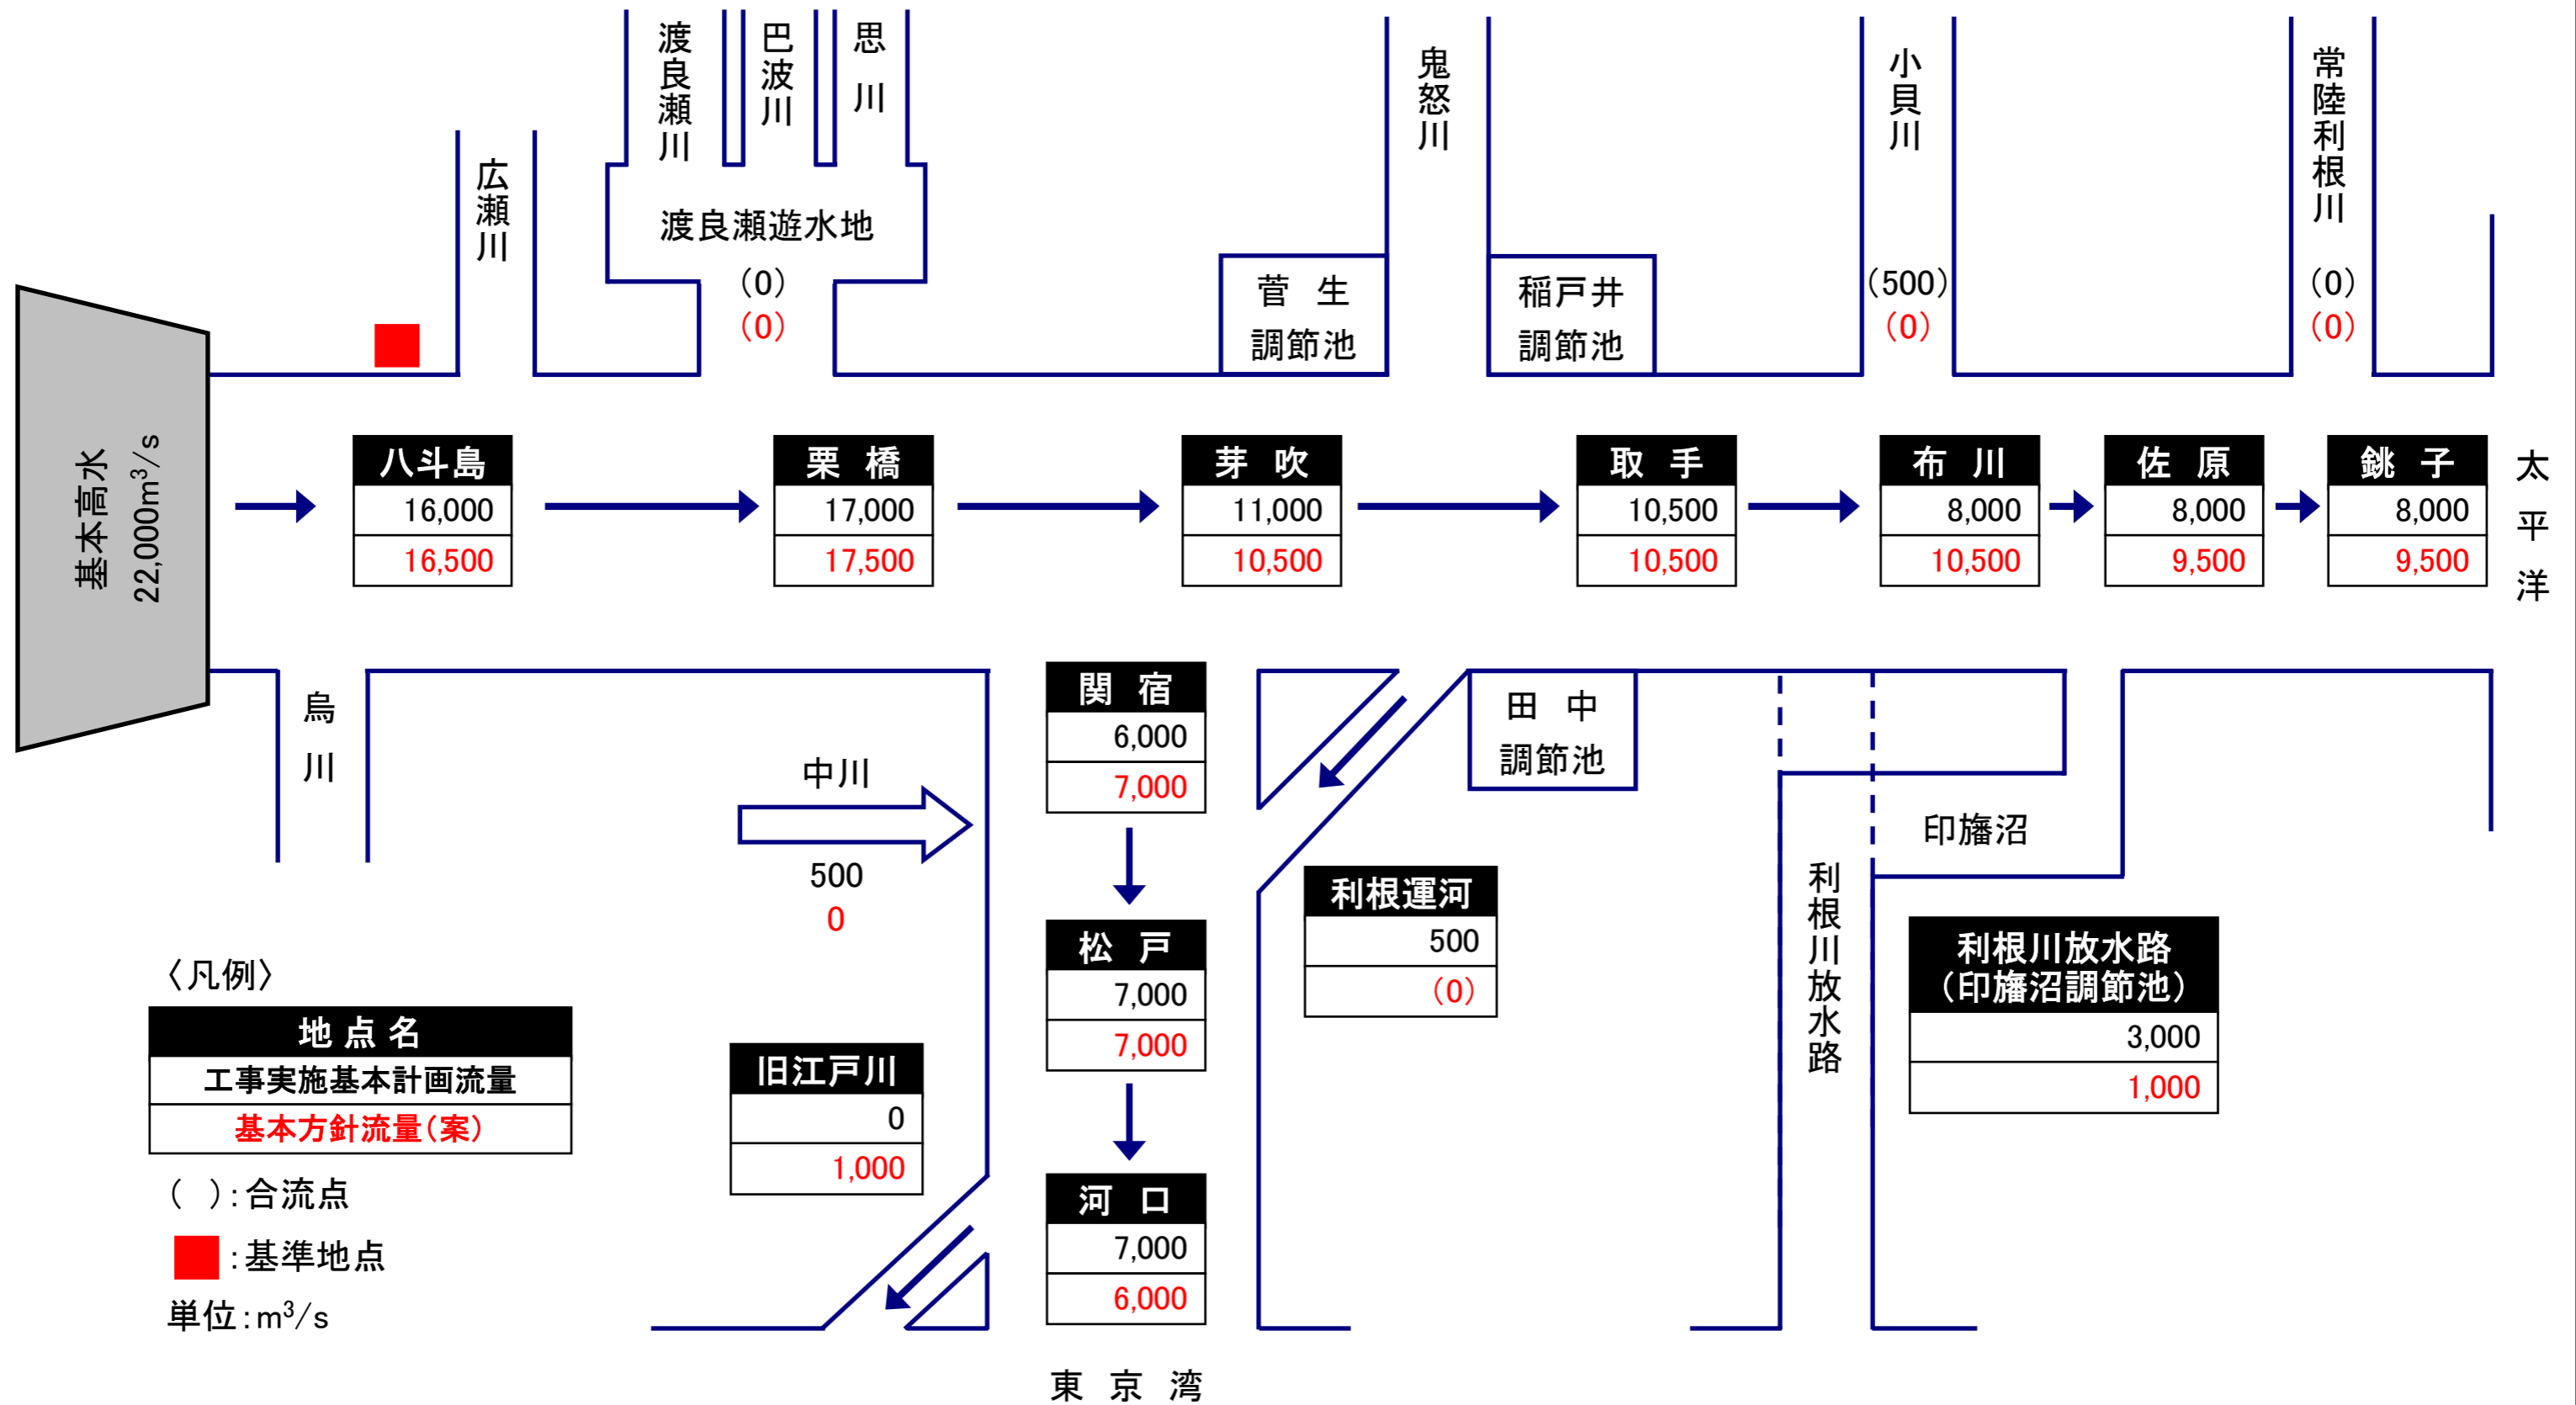 広瀬川
渡良瀬川
巴波川
思川
渡良瀬遊水地
(0)
(0)
菅 生
調節池
鬼怒川
稲戸井
調節池
小貝川
(500)
(0)
常陸利根川
(0)
(0)
基本高水
22,000m³/s
八斗島
16,000
16,500
栗 橋
17,000
17,500
芽 吹
11,000
10,500
取 手
10,500
10,500
布 川
8,000
10,500
佐 原
8,000
9,500
銚 子
8,000
9,500
太平洋
烏川
中川
500
0
関 宿
6,000
7,000
松 戸
7,000
7,000
河 口
7,000
6,000
東 京 湾
旧江戸川
0
1,000
利根運河
500
(0)
田 中
調節池
利根川放水路
印旛沼
利根川放水路
(印旛沼調節池)
3,000
1,000
〈凡例〉
地 点 名
工事実施基本計画流量
基本方針流量(案)
( ):合流点
:基準地点
単位:m³/s